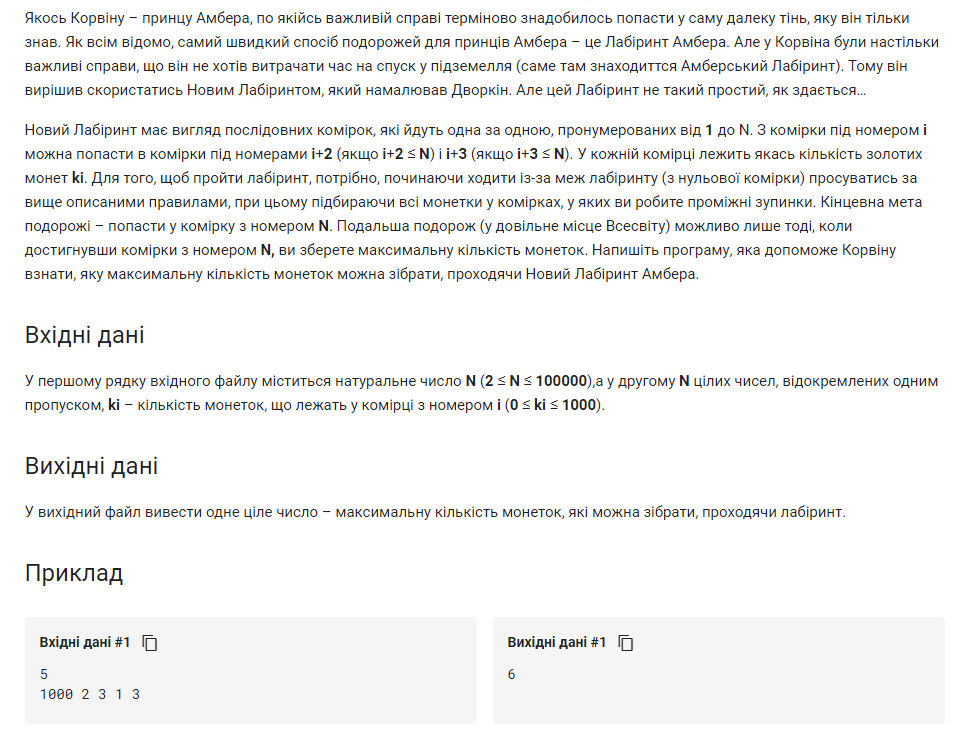 Якось Корвіну – принцу Амбера, по якійсь важливій справі терміново знадобилось попасти у саму далеку тінь, яку він тільки
знав. Як всім відомо, самий швидкий спосіб подорожей для принців Амбера – це Лабіринт Амбера. Але у Корвіна були настільки
важливі справи, що він не хотів витрачати час на спуск у підземелля (саме там знаходиттся Амберський Лабіринт). Тому він
вирішив скористатись Новим Лабіринтом, який намалював Дворкін. Але цей Лабіринт не такий простий, як здається…
Новий Лабіринт має вигляд послідовних комірок, які йдуть одна за одною, пронумерованих від 1 до N. З комірки під номером i
можна попасти в комірки під номерами i+2 (якщо i+2 ≤ N) і i+3 (якщо i+3 ≤ N). У кожній комірці лежить якась кількість золотих
монет ki. Для того, щоб пройти лабіринт, потрібно, починаючи ходити із-за меж лабіринту (з нульової комірки) просуватись за
вище описаними правилами, при цьому підбираючи всі монетки у комірках, у яких ви робите проміжні зупинки. Кінцевна мета
подорожі – попасти у комірку з номером N. Подальша подорож (у довільне місце Всесвіту) можливо лише тоді, коли
достигнувши комірки з номером N, ви зберете максимальну кількість монеток. Напишіть програму, яка допоможе Корвіну
взнати, яку максимальну кількість монеток можна зібрати, проходячи Новий Лабіринт Амбера.
Вхідні дані
У першому рядку вхідного файлу міститься натуральне число N (2 ≤ N ≤ 100000),а у другому N цілих чисел, відокремлених одним
пропуском, ki – кількість монеток, що лежать у комірці з номером i (0 ≤ ki ≤ 1000).
Вихідні дані
У вихідний файл вивести одне ціле число – максимальну кількість монеток, які можна зібрати, проходячи лабіринт.
Приклад
Вхідні дані #1
5
1000 2 3 1 3
Вихідні дані #1
6